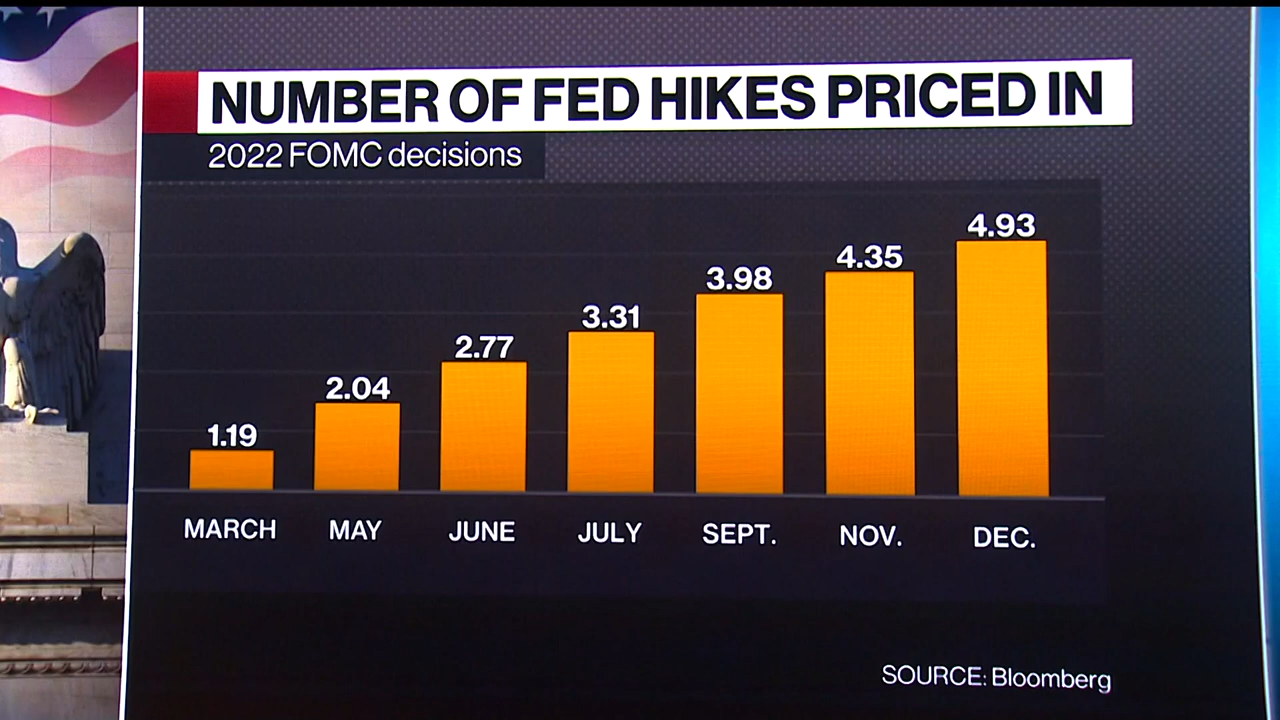 NUMBER OF FED HIKES PRICED IN
2022 FOMC decisions
1.19
2.04
2.77
3.31
3.98
4.35
4.93
MARCH
MAY
JUNE
JULY
SEPT.
NOV.
DEC.
SOURCE: Bloomberg